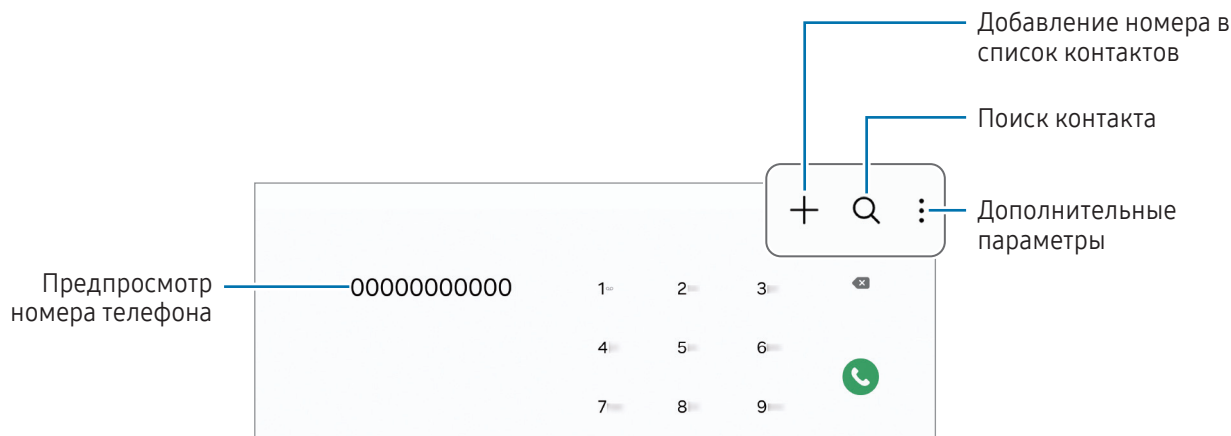 Добавление номера в
список контактов
Поиск контакта
Дополнительные
параметры
Предпросмотр
номера телефона
00000000000
1 2 3
4 5 6
7 8 9